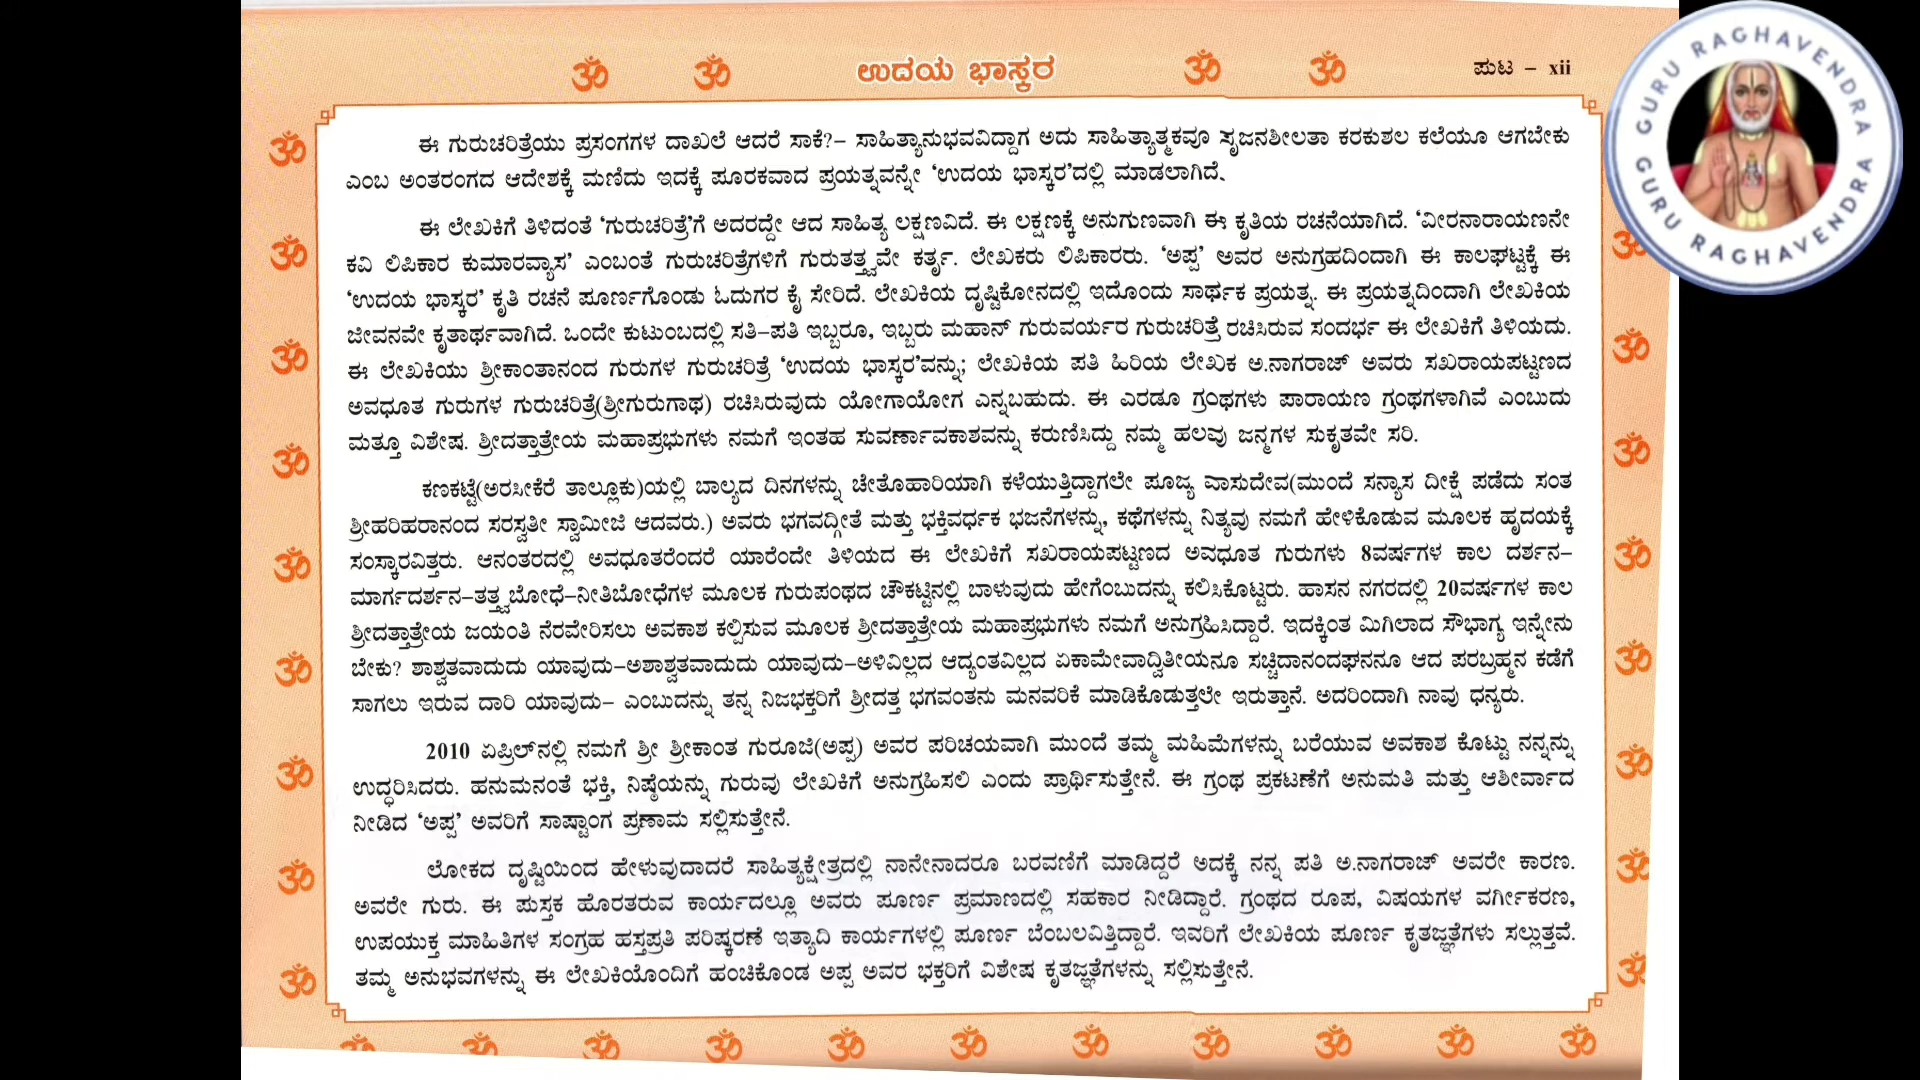 ಉದಯ ಭಾಸ್ಕರ
ಪುಟ – xii
GURU RAGHAVENDRA
GURU RAGHAVENDRA
ಈ ಗುರುಚರಿತ್ರೆಯು ಪ್ರಸಂಗಗಳ ದಾಖಲೆ ಆದರೆ ಸಾಕೆ?– ಸಾಹಿತ್ಯಾನುಭವವಿದ್ದಾಗ ಅದು ಸಾಹಿತ್ಯಾತ್ಮಕವೂ ಸೃಜನಶೀಲತಾ ಕರಕುಶಲ ಕಲೆಯೂ ಆಗಬೇಕು
ಎಂಬ ಅಂತರಂಗದ ಆದೇಶಕ್ಕೆ ಮಣಿದು ಇದಕ್ಕೆ ಪೂರಕವಾದ ಪ್ರಯತ್ನವನ್ನೇ ‘ಉದಯ ಭಾಸ್ಕರ’ದಲ್ಲಿ ಮಾಡಲಾಗಿದೆ.
ಈ ಲೇಖಕಿಗೆ ತಿಳಿದಂತೆ ‘ಗುರುಚರಿತ್ರೆ’ಗೆ ಅದರದ್ದೇ ಆದ ಸಾಹಿತ್ಯ ಲಕ್ಷಣವಿದೆ. ಈ ಲಕ್ಷಣಕ್ಕೆ ಅನುಗುಣವಾಗಿ ಈ ಕೃತಿಯ ರಚನೆಯಾಗಿದೆ. ‘ವೀರನಾರಾಯಣನೇ
ಕವಿ ಲಿಪಿಕಾರ ಕುಮಾರವ್ಯಾಸ’ ಎಂಬಂತೆ ಗುರುಚರಿತ್ರೆಗಳಿಗೆ ಗುರುತತ್ತ್ವವೇ ಕರ್ತೃ. ಲೇಖಕರು ಲಿಪಿಕಾರರು. ‘ಅಪ್ಪ’ ಅವರ ಅನುಗ್ರಹದಿಂದಾಗಿ ಈ ಕಾಲಘಟ್ಟಕ್ಕೆ ಈ
‘ಉದಯ ಭಾಸ್ಕರ’ ಕೃತಿ ರಚನೆ ಪೂರ್ಣಗೊಂಡು ಓದುಗರ ಕೈ ಸೇರಿದೆ. ಲೇಖಕಿಯ ದೃಷ್ಟಿಕೋನದಲ್ಲಿ ಇದೊಂದು ಸಾರ್ಥಕ ಪ್ರಯತ್ನ. ಈ ಪ್ರಯತ್ನದಿಂದಾಗಿ ಲೇಖಕಿಯ
ಜೀವನವೇ ಕೃತಾರ್ಥವಾಗಿದೆ. ಒಂದೇ ಕುಟುಂಬದಲ್ಲಿ ಸತಿ–ಪತಿ ಇಬ್ಬರೂ, ಇಬ್ಬರು ಮಹಾನ್ ಗುರುವರ್ಯರ ಗುರುಚರಿತ್ರೆ ರಚಿಸಿರುವ ಸಂದರ್ಭ ಈ ಲೇಖಕಿಗೆ ತಿಳಿಯದು.
ಈ ಲೇಖಕಿಯು ಶ್ರೀಕಾಂತಾನಂದ ಗುರುಗಳ ಗುರುಚರಿತ್ರೆ ‘ಉದಯ ಭಾಸ್ಕರ’ವನ್ನು; ಲೇಖಕಿಯ ಪತಿ ಹಿರಿಯ ಲೇಖಕ ಅ.ನಾಗರಾಜ್ ಅವರು ಸಖರಾಯಪಟ್ಟಣದ
ಅವಧೂತ ಗುರುಗಳ ಗುರುಚರಿತ್ರೆ(ಶ್ರೀಗುರುಗಾಥ) ರಚಿಸಿರುವುದು ಯೋಗಾಯೋಗ ಎನ್ನಬಹುದು. ಈ ಎರಡೂ ಗ್ರಂಥಗಳು ಪಾರಾಯಣ ಗ್ರಂಥಗಳಾಗಿವೆ ಎಂಬುದು
ಮತ್ತೂ ವಿಶೇಷ. ಶ್ರೀದತ್ತಾತ್ರೇಯ ಮಹಾಪ್ರಭುಗಳು ನಮಗೆ ಇಂತಹ ಸುವರ್ಣಾವಕಾಶವನ್ನು ಕರುಣಿಸಿದ್ದು ನಮ್ಮ ಹಲವು ಜನ್ಮಗಳ ಸುಕೃತವೇ ಸರಿ.
ಕಣಕಟ್ಟೆ(ಅರಸೀಕೆರೆ ತಾಲ್ಲೂಕು)ಯಲ್ಲಿ ಬಾಲ್ಯದ ದಿನಗಳನ್ನು ಚೇತೊಹಾರಿಯಾಗಿ ಕಳೆಯುತ್ತಿದ್ದಾಗಲೇ ಪೂಜ್ಯ ವಾಸುದೇವ(ಮುಂದೆ ಸನ್ಯಾಸ ದೀಕ್ಷೆ ಪಡೆದು ಸಂತ
ಶ್ರೀಹರಿಹರಾನಂದ ಸರಸ್ವತೀ ಸ್ವಾಮೀಜಿ ಆದವರು.) ಅವರು ಭಗವದ್ಗೀತೆ ಮತ್ತು ಭಕ್ತಿವರ್ಧಕ ಭಜನೆಗಳನ್ನು, ಕಥೆಗಳನ್ನು ನಿತ್ಯವು ನಮಗೆ ಹೇಳಿಕೊಡುವ ಮೂಲಕ ಹೃದಯಕ್ಕೆ
ಸಂಸ್ಕಾರವಿತ್ತರು. ಆನಂತರದಲ್ಲಿ ಅವಧೂತರೆಂದರೆ ಯಾರೆಂದೇ ತಿಳಿಯದ ಈ ಲೇಖಕಿಗೆ ಸಖರಾಯಪಟ್ಟಣದ ಅವಧೂತ ಗುರುಗಳು 8ವರ್ಷಗಳ ಕಾಲ ದರ್ಶನ–
ಮಾರ್ಗದರ್ಶನ–ತತ್ತ್ವಬೋಧೆ–ನೀತಿಬೋಧೆಗಳ ಮೂಲಕ ಗುರುಪಂಥದ ಚೌಕಟ್ಟಿನಲ್ಲಿ ಬಾಳುವುದು ಹೇಗೆಂಬುದನ್ನು ಕಲಿಸಿಕೊಟ್ಟರು. ಹಾಸನ ನಗರದಲ್ಲಿ 20ವರ್ಷಗಳ ಕಾಲ
ಶ್ರೀದತ್ತಾತ್ರೇಯ ಜಯಂತಿ ನೆರವೇರಿಸಲು ಅವಕಾಶ ಕಲ್ಪಿಸುವ ಮೂಲಕ ಶ್ರೀದತ್ತಾತ್ರೇಯ ಮಹಾಪ್ರಭುಗಳು ನಮಗೆ ಅನುಗ್ರಹಿಸಿದ್ದಾರೆ. ಇದಕ್ಕಿಂತ ಮಿಗಿಲಾದ ಸೌಭಾಗ್ಯ ಇನ್ನೇನು
ಬೇಕು? ಶಾಶ್ವತವಾದುದು ಯಾವುದು–ಅಶಾಶ್ವತವಾದುದು ಯಾವುದು–ಅಳಿವಿಲ್ಲದ ಆದ್ಯಂತವಿಲ್ಲದ ಏಕಾಮೇವಾದ್ವಿತೀಯನೂ ಸಚ್ಚಿದಾನಂದಘನನೂ ಆದ ಪರಬ್ರಹ್ಮನ ಕಡೆಗೆ
ಸಾಗಲು ಇರುವ ದಾರಿ ಯಾವುದು– ಎಂಬುದನ್ನು ತನ್ನ ನಿಜಭಕ್ತರಿಗೆ ಶ್ರೀದತ್ತ ಭಗವಂತನು ಮನವರಿಕೆ ಮಾಡಿಕೊಡುತ್ತಲೇ ಇರುತ್ತಾನೆ. ಅದರಿಂದಾಗಿ ನಾವು ಧನ್ಯರು.
2010 ಏಪ್ರಿಲ್‌ನಲ್ಲಿ ನಮಗೆ ಶ್ರೀ ಶ್ರೀಕಾಂತ ಗುರೂಜಿ(ಅಪ್ಪ) ಅವರ ಪರಿಚಯವಾಗಿ ಮುಂದೆ ತಮ್ಮ ಮಹಿಮೆಗಳನ್ನು ಬರೆಯುವ ಅವಕಾಶ ಕೊಟ್ಟು ನನ್ನನ್ನು
ಉದ್ಧರಿಸಿದರು. ಹನುಮನಂತೆ ಭಕ್ತಿ, ನಿಷ್ಠೆಯನ್ನು ಗುರುವು ಲೇಖಕಿಗೆ ಅನುಗ್ರಹಿಸಲಿ ಎಂದು ಪ್ರಾರ್ಥಿಸುತ್ತೇನೆ. ಈ ಗ್ರಂಥ ಪ್ರಕಟಣೆಗೆ ಅನುಮತಿ ಮತ್ತು ಆಶೀರ್ವಾದ
ನೀಡಿದ ‘ಅಪ್ಪ’ ಅವರಿಗೆ ಸಾಷ್ಟಾಂಗ ಪ್ರಣಾಮ ಸಲ್ಲಿಸುತ್ತೇನೆ.
ಲೋಕದ ದೃಷ್ಟಿಯಿಂದ ಹೇಳುವುದಾದರೆ ಸಾಹಿತ್ಯಕ್ಷೇತ್ರದಲ್ಲಿ ನಾನೇನಾದರೂ ಬರವಣಿಗೆ ಮಾಡಿದ್ದರೆ ಅದಕ್ಕೆ ನನ್ನ ಪತಿ ಅ.ನಾಗರಾಜ್ ಅವರೇ ಕಾರಣ.
ಅವರೇ ಗುರು. ಈ ಪುಸ್ತಕ ಹೊರತರುವ ಕಾರ್ಯದಲ್ಲೂ ಅವರು ಪೂರ್ಣ ಪ್ರಮಾಣದಲ್ಲಿ ಸಹಕಾರ ನೀಡಿದ್ದಾರೆ. ಗ್ರಂಥದ ರೂಪ, ವಿಷಯಗಳ ವರ್ಗೀಕರಣ,
ಉಪಯುಕ್ತ ಮಾಹಿತಿಗಳ ಸಂಗ್ರಹ ಹಸ್ತಪ್ರತಿ ಪರಿಷ್ಕರಣೆ ಇತ್ಯಾದಿ ಕಾರ್ಯಗಳಲ್ಲಿ ಪೂರ್ಣ ಬೆಂಬಲವಿತ್ತಿದ್ದಾರೆ. ಇವರಿಗೆ ಲೇಖಕಿಯ ಪೂರ್ಣ ಕೃತಜ್ಞತೆಗಳು ಸಲ್ಲುತ್ತವೆ.
ತಮ್ಮ ಅನುಭವಗಳನ್ನು ಈ ಲೇಖಕಿಯೊಂದಿಗೆ ಹಂಚಿಕೊಂಡ ಅಪ್ಪ ಅವರ ಭಕ್ತರಿಗೆ ವಿಶೇಷ ಕೃತಜ್ಞತೆಗಳನ್ನು ಸಲ್ಲಿಸುತ್ತೇನೆ.